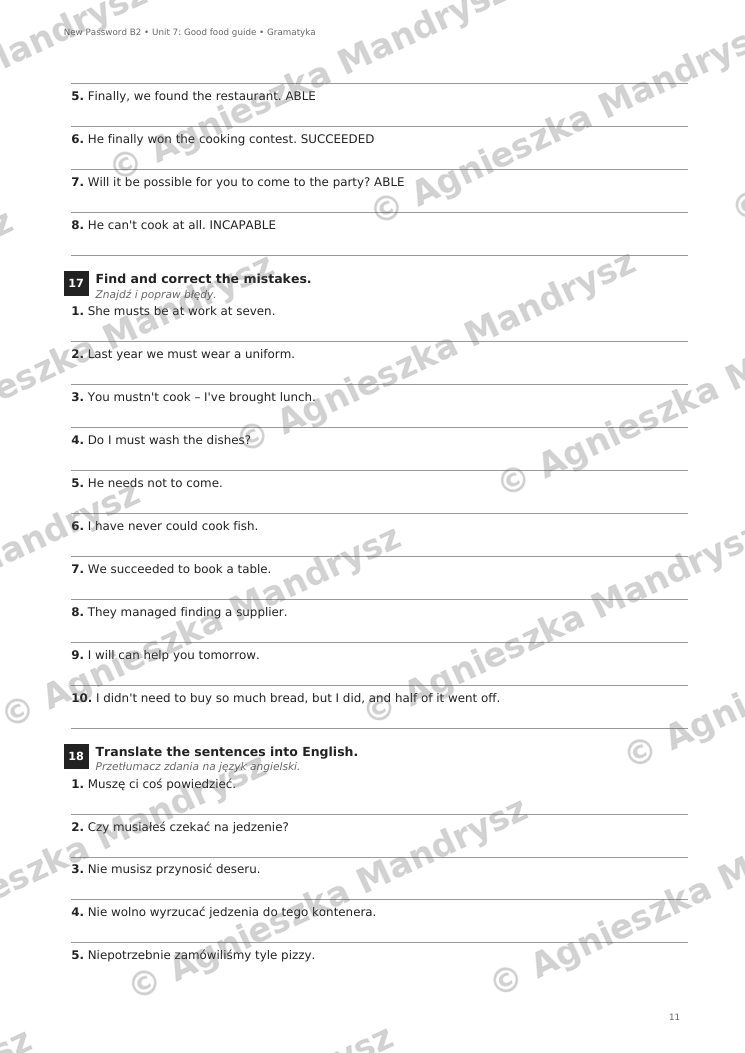 New Password B2 • Unit 7: Good food guide • Gramatyka
5. Finally, we found the restaurant. ABLE
6. He finally won the cooking contest. SUCCEEDED
7. Will it be possible for you to come to the party? ABLE
8. He can't cook at all. INCAPABLE
17 Find and correct the mistakes.
Znajdź i popraw błędy.
1. She musts be at work at seven.
2. Last year we must wear a uniform.
3. You mustn't cook – I've brought lunch.
4. Do I must wash the dishes?
5. He needs not to come.
6. I have never could cook fish.
7. We succeeded to book a table.
8. They managed finding a supplier.
9. I will can help you tomorrow.
10. I didn't need to buy so much bread, but I did, and half of it went off.
18 Translate the sentences into English.
Przetłumacz zdania na język angielski.
1. Muszę ci coś powiedzieć.
2. Czy musiałeś czekać na jedzenie?
3. Nie musisz przynosić deseru.
4. Nie wolno wyrzucać jedzenia do tego kontenera.
5. Niepotrzebnie zamówiliśmy tyle pizzy.
11
© Agnieszka Mandrysz